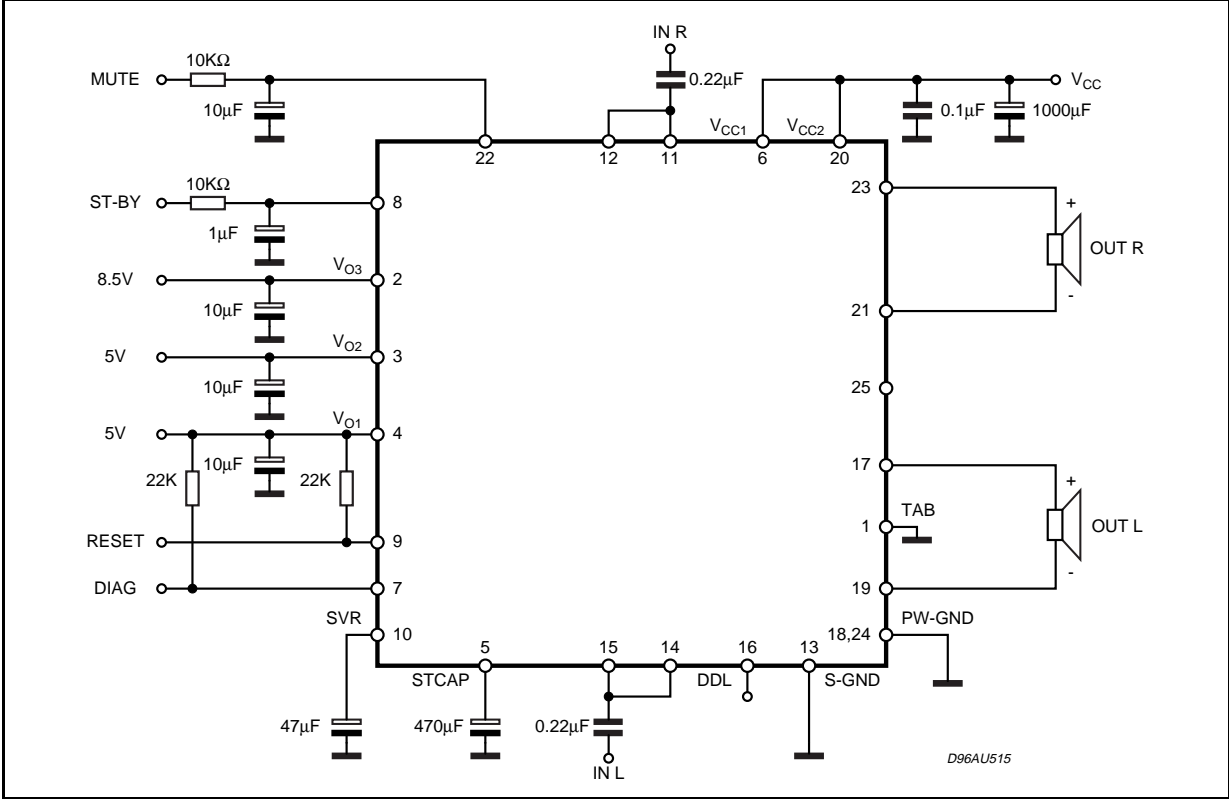 IN R
10KΩ
MUTE
0.22μF
VCC
10μF
0.1μF
1000μF
VCC1
VCC2
22
12
11
6
20
10KΩ
23
ST-BY
8
+
1μF
OUT R
VO3
8.5V
2
-
10μF
21
VO2
5V
3
10μF
25
VO1
5V
4
10μF
17
22K
22K
+
TAB
1
OUT L
RESET
9
-
DIAG
7
19
SVR
PW-GND
10
18,24
5
15
14
16
13
STCAP
DDL
S-GND
47μF
470μF
0.22μF
IN L
D96AU515